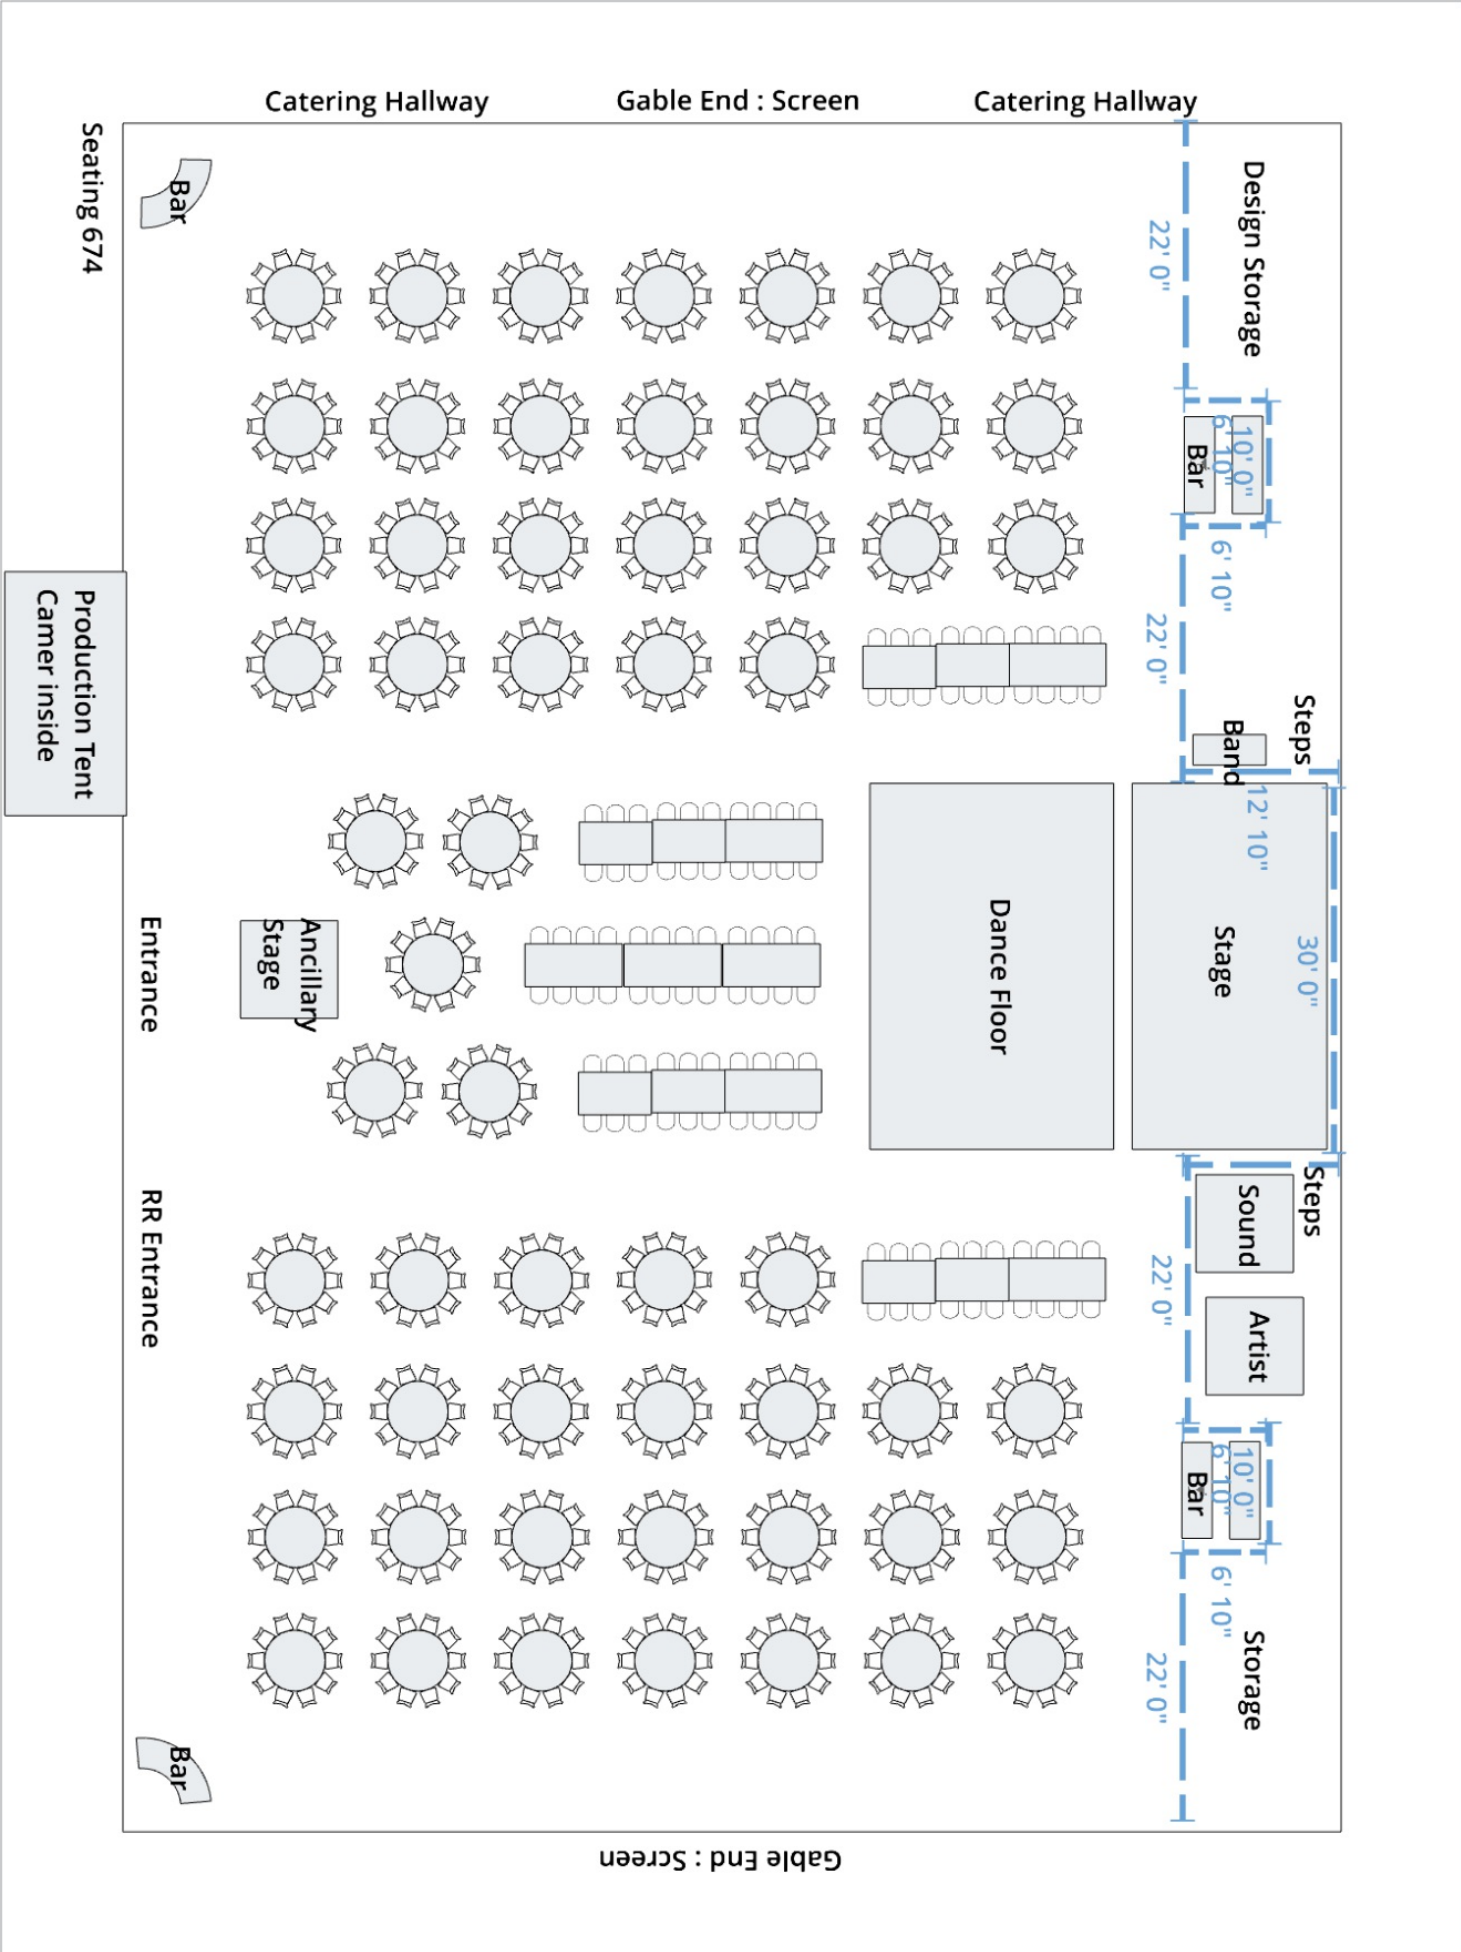 Catering Hallway
Gable End : Screen
Catering Hallway
Seating 674
Bar
Design Storage
22' 0"
Bar
6' 10"
10' 0"
6' 10"
22' 0"
Production Tent
Camer inside
Steps
Band
12' 10"
Stage
30' 0"
Dance Floor
Ancillary
Stage
Entrance
Steps
Sound
22' 0"
Artist
RR Entrance
Bar
6' 10"
10' 0"
6' 10"
Storage
22' 0"
Bar
Gable End : Screen